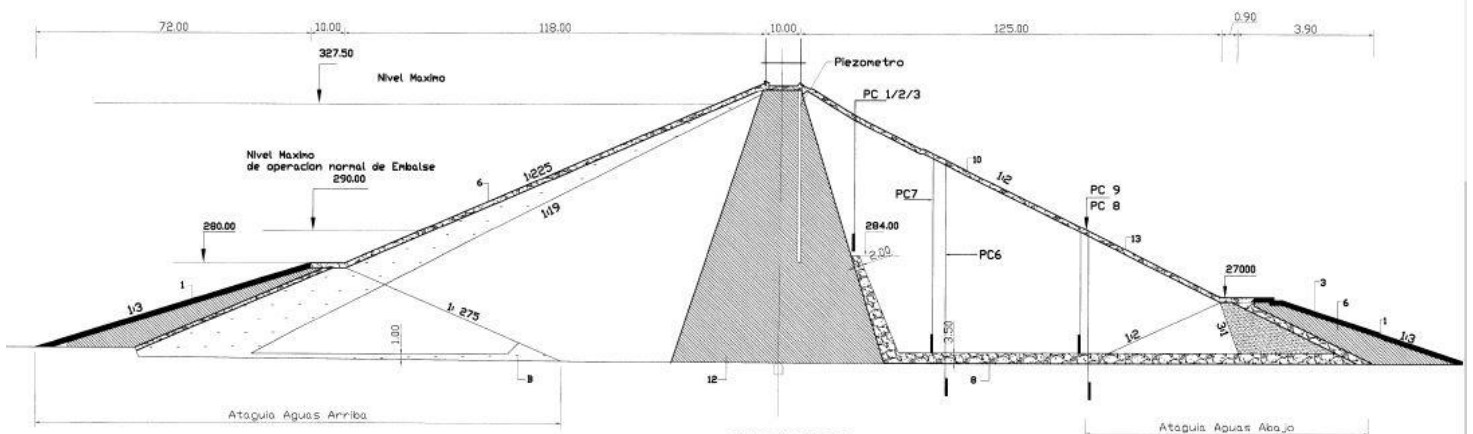 72.00
10.00
118.00
10.00
125.00
0.90
3.90
327.50
Nivel Maximo
Piezometro
PC 1/2/3
Nivel Maximo
de operacion normal de Embalse
290.00
6
1:225
10
1:2
1:19
PC7
PC 9
PC 8
280.00
284.00
13
2.00
PC6
27000
1
3
1:3
1: 275
6
1
1.00
3.50
1:2
3:1
1:3
B
12
8
Ataguia Aguas Arriba
Ataguia Aguas Abajo